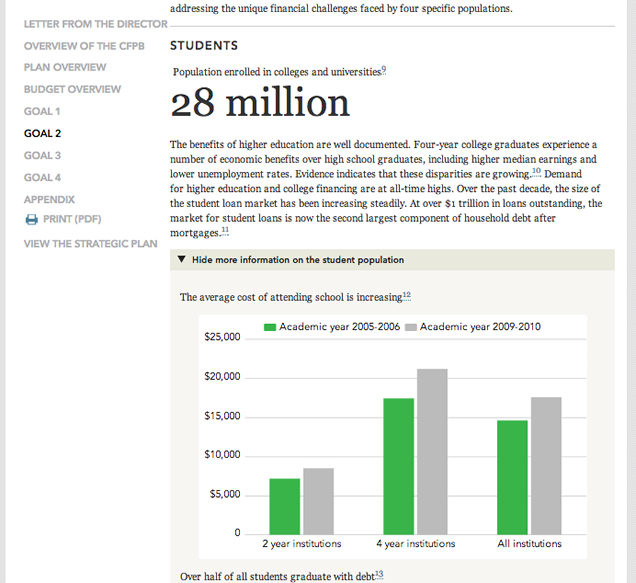 addressing the unique financial challenges faced by four specific populations.
LETTER FROM THE DIRECTOR
OVERVIEW OF THE CFPB
PLAN OVERVIEW
BUDGET OVERVIEW
GOAL 1
GOAL 2
GOAL 3
GOAL 4
APPENDIX
PRINT (PDF)
VIEW THE STRATEGIC PLAN
STUDENTS
Population enrolled in colleges and universities9
28 million
The benefits of higher education are well documented. Four-year college graduates experience a
number of economic benefits over high school graduates, including higher median earnings and
lower unemployment rates. Evidence indicates that these disparities are growing.10 Demand
for higher education and college financing are at all-time highs. Over the past decade, the size of
the student loan market has been increasing steadily. At over $1 trillion in loans outstanding, the
market for student loans is now the second largest component of household debt after
mortgages.11
▼ Hide more information on the student population
The average cost of attending school is increasing12
Academic year 2005-2006 Academic year 2009-2010
$25,000
$20,000
$15,000
$10,000
$5,000
0
2 year institutions 4 year institutions All institutions
Over half of all students graduate with debt13